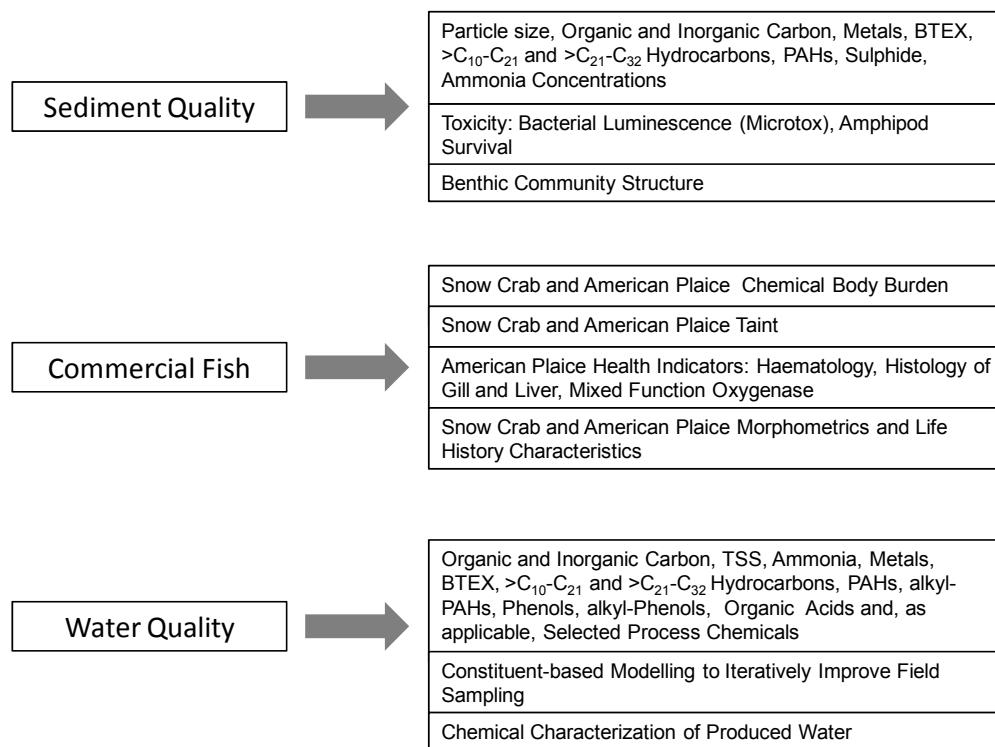 Particle size, Organic and Inorganic Carbon, Metals, BTEX,
>C₁₀-C₂₁ and >C₂₁-C₃₂ Hydrocarbons, PAHs, Sulphide,
Ammonia Concentrations
Sediment Quality
Toxicity: Bacterial Luminescence (Microtox), Amphipod
Survival
Benthic Community Structure
Snow Crab and American Plaice Chemical Body Burden
Snow Crab and American Plaice Taint
Commercial Fish
American Plaice Health Indicators: Haematology, Histology of
Gill and Liver, Mixed Function Oxygenase
Snow Crab and American Plaice Morphometrics and Life
History Characteristics
Organic and Inorganic Carbon, TSS, Ammonia, Metals,
BTEX, >C₁₀-C₂₁ and >C₂₁-C₃₂ Hydrocarbons, PAHs, alkyl-
PAHs, Phenols, alkyl-Phenols, Organic Acids and, as
applicable, Selected Process Chemicals
Water Quality
Constituent-based Modelling to Iteratively Improve Field
Sampling
Chemical Characterization of Produced Water